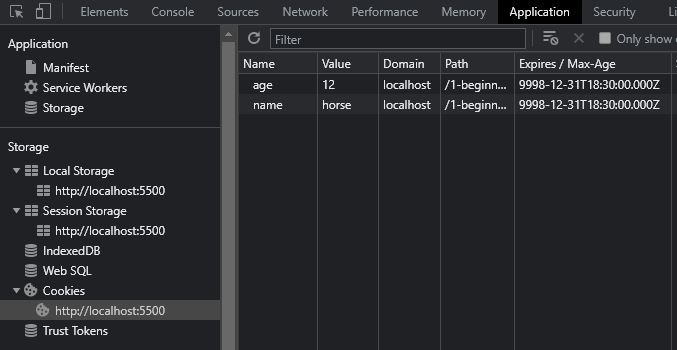 Elements Console Sources Network Performance Memory Application Security
Application
Manifest
Service Workers
Storage
Storage
Local Storage
http://localhost:5500
Session Storage
http://localhost:5500
IndexedDB
Web SQL
Cookies
http://localhost:5500
Trust Tokens
Filter Only show
Name Value Domain Path Expires / Max-Age
age 12 localhost /1-beginn... 9998-12-31T18:30:00.000Z
name horse localhost /1-beginn... 9998-12-31T18:30:00.000Z